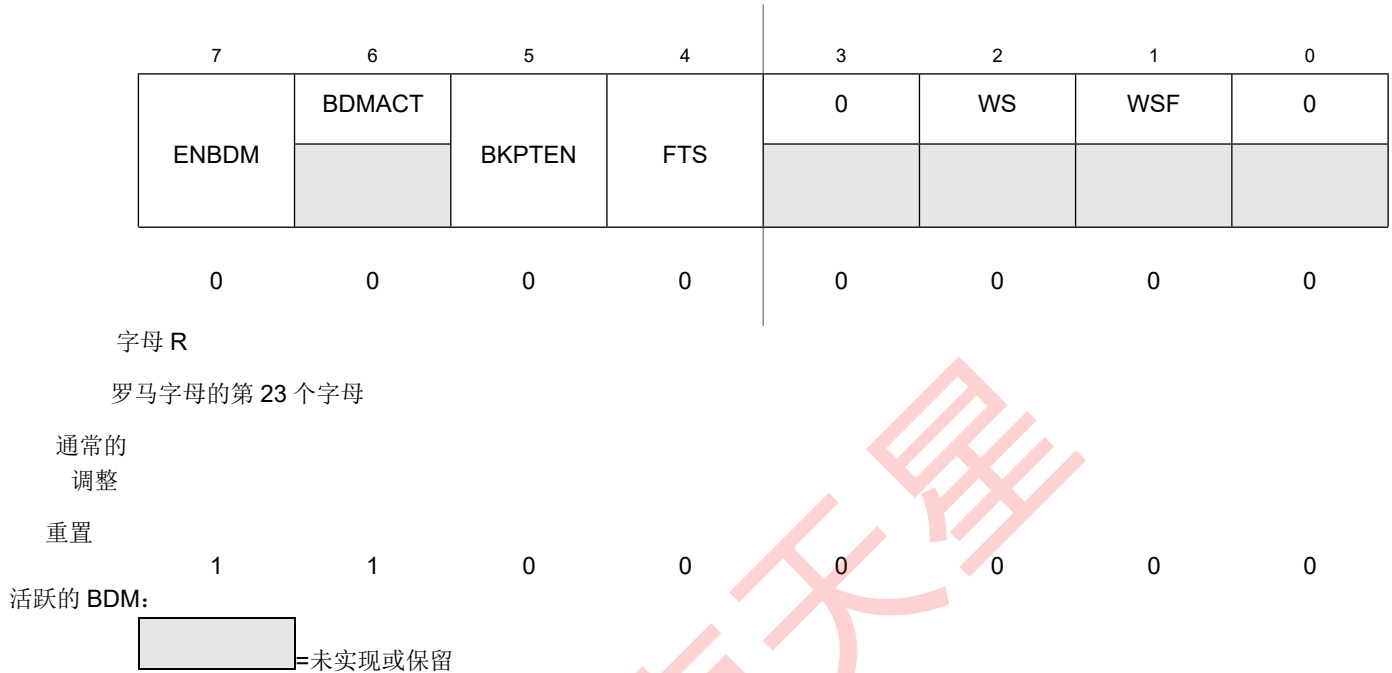 7 6 5 4 3 2 1 0
BDMACT 0 WS WSF 0
ENBDM BKPTEN FTS
0 0 0 0 0 0 0 0
字母 R
罗马字母的第 23 个字母
通常的
调整
重置
1 1 0 0 0 0 0 0
活跃的 BDM：
=未实现或保留
天星